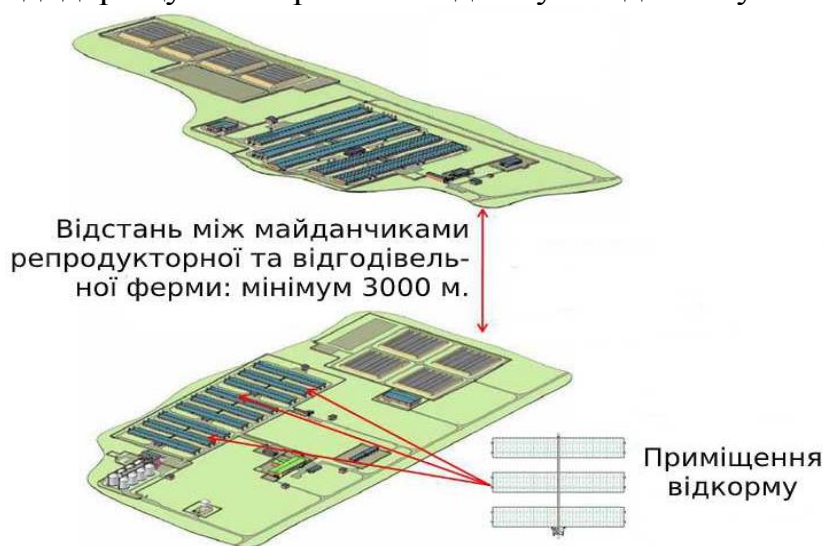 Відстань між майданчиками
репродукторної та відгодівель-
ної ферми: мінімум 3000 м.
Приміщення
відкорму